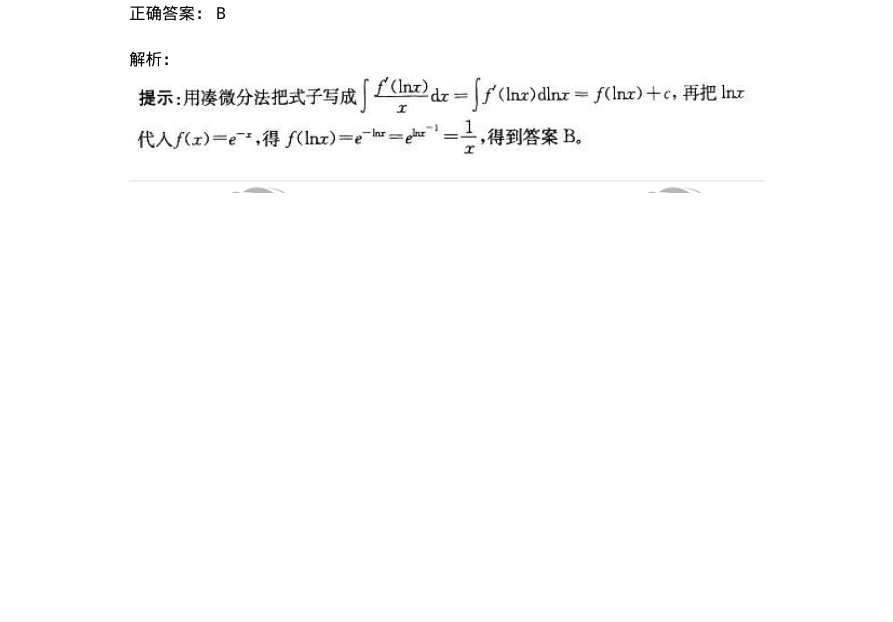 正确答案： B
解析：
提示:用凑微分法把式子写成∫ f′(lnx)/x dx = ∫f′(lnx)dlnx = f(lnx)+c, 再把 lnx
代入f(x)=e^{-x},得 f(lnx)=e^{-lnx}=e^{lnx^{-1}}=1/x,得到答案 B。